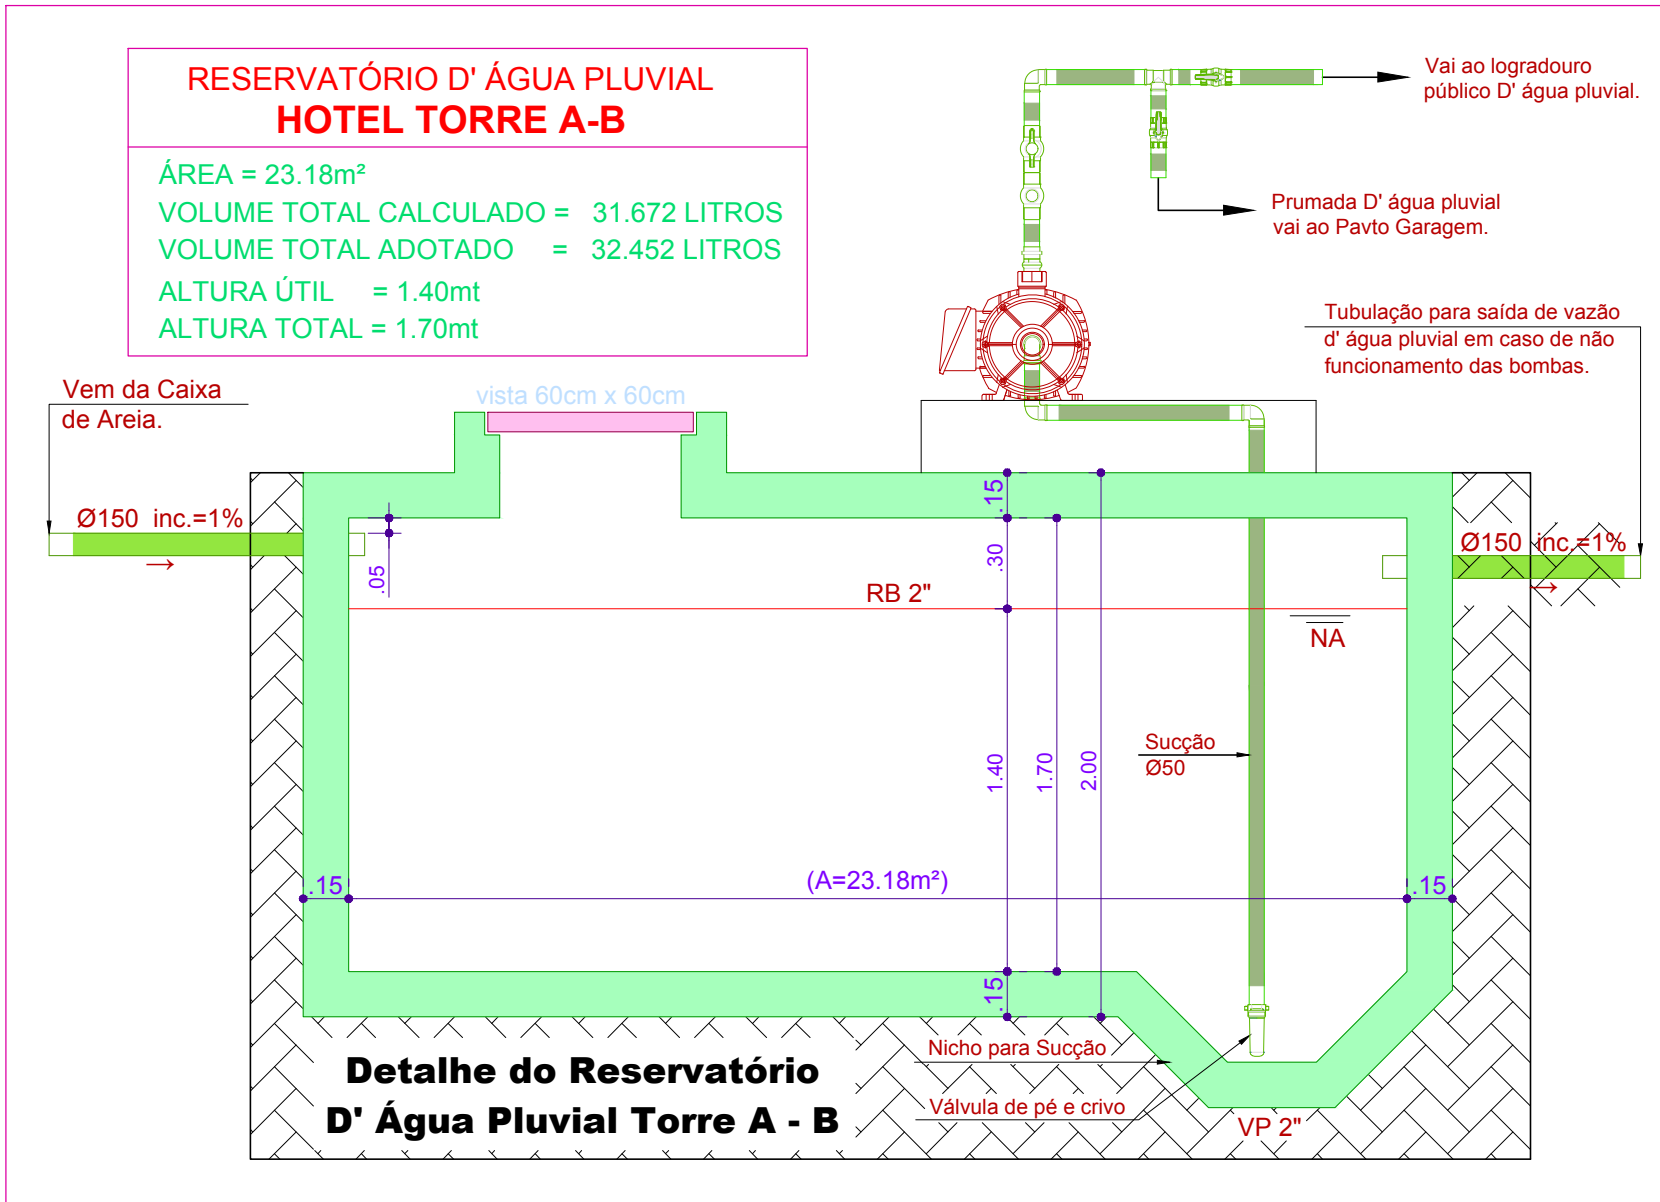 RESERVATÓRIO D' ÁGUA PLUVIAL
HOTEL TORRE A-B
ÁREA = 23.18m²
VOLUME TOTAL CALCULADO = 31.672 LITROS
VOLUME TOTAL ADOTADO = 32.452 LITROS
ALTURA ÚTIL = 1.40mt
ALTURA TOTAL = 1.70mt
Vai ao logradouro
público D' água pluvial.
Prumada D' água pluvial
vai ao Pavto Garagem.
Tubulação para saída de vazão
d' água pluvial em caso de não
funcionamento das bombas.
Vem da Caixa
de Areia.
vista 60cm x 60cm
Ø150 inc.=1%
.05
.15
.30
RB 2"
Ø150 inc.=1%
NA
Sucção
Ø50
1.40
1.70
2.00
.15
(A=23.18m²)
.15
.15
Nicho para Sucção
Válvula de pé e crivo
VP 2"
Detalhe do Reservatório
D' Água Pluvial Torre A - B